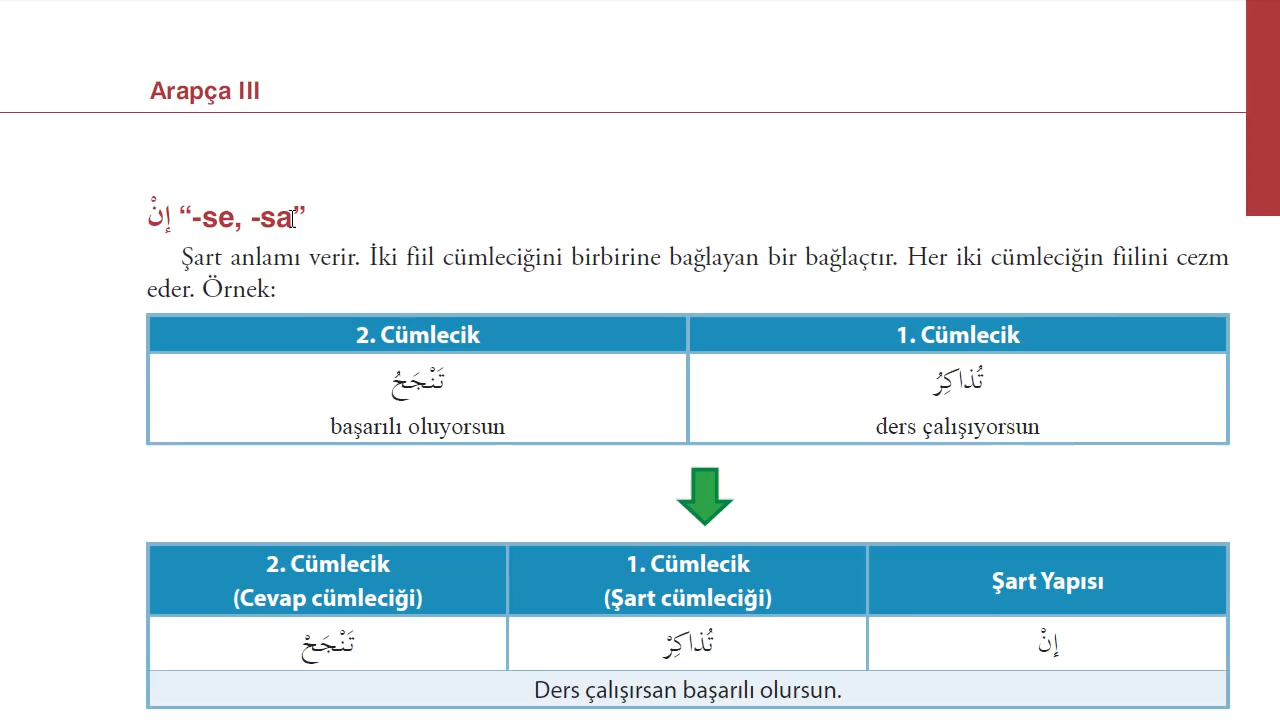 Arapça III
إنْ “-se, -sa”
Şart anlamı verir. İki fiil cümleciğini birbirine bağlayan bir bağlaçtır. Her iki cümleciğin fiilini cezm
eder. Örnek:
2. Cümlecik 1. Cümlecik
تَنْجَحُ تُذاكِرُ
başarılı oluyorsun ders çalışıyorsun
2. Cümlecik 1. Cümlecik
(Cevap cümleciği) (Şart cümleciği) Şart Yapısı
تَنْجَحْ تُذاكِرْ إنْ
Ders çalışırsan başarılı olursun.